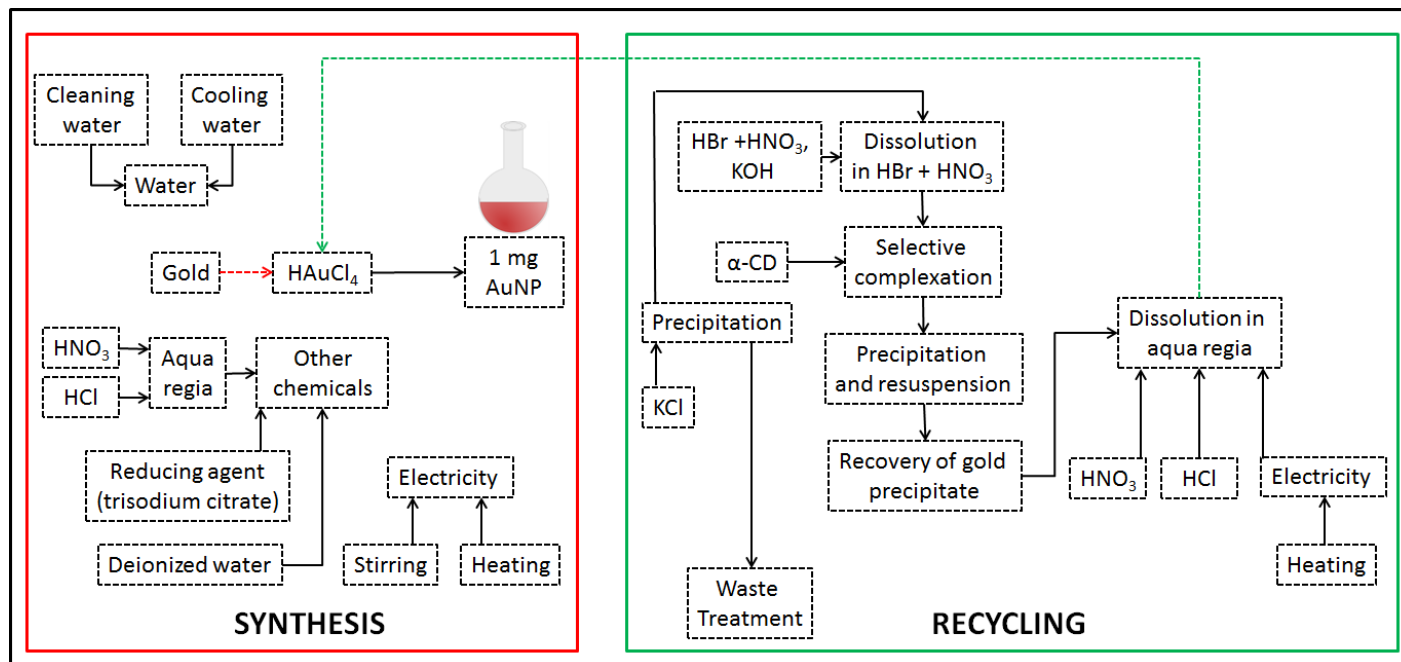 Cleaning
water
Cooling
water
Water
Gold
HAuCl₄
1 mg
AuNP
HNO₃
HCl
Aqua
regia
Other
chemicals
Reducing agent
(trisodium citrate)
Deionized water
Electricity
Stirring
Heating
SYNTHESIS
HBr +HNO₃,
KOH
Dissolution
in HBr + HNO₃
α-CD
Selective
complexation
Precipitation
KCl
Precipitation
and resuspension
Recovery of gold
precipitate
Dissolution in
aqua regia
HNO₃
HCl
Electricity
Heating
Waste
Treatment
RECYCLING